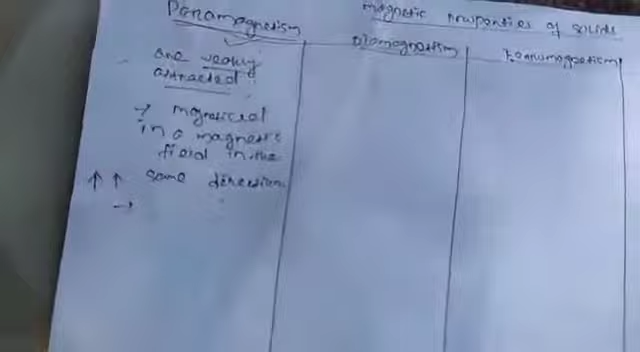 magnetic properties of solids
Paramagnetism
Diamagnetism
Ferromagnetism
are weakly
attracted
→ magnetised
in a magnetic
field in the
↑ ↑ same direction.
→